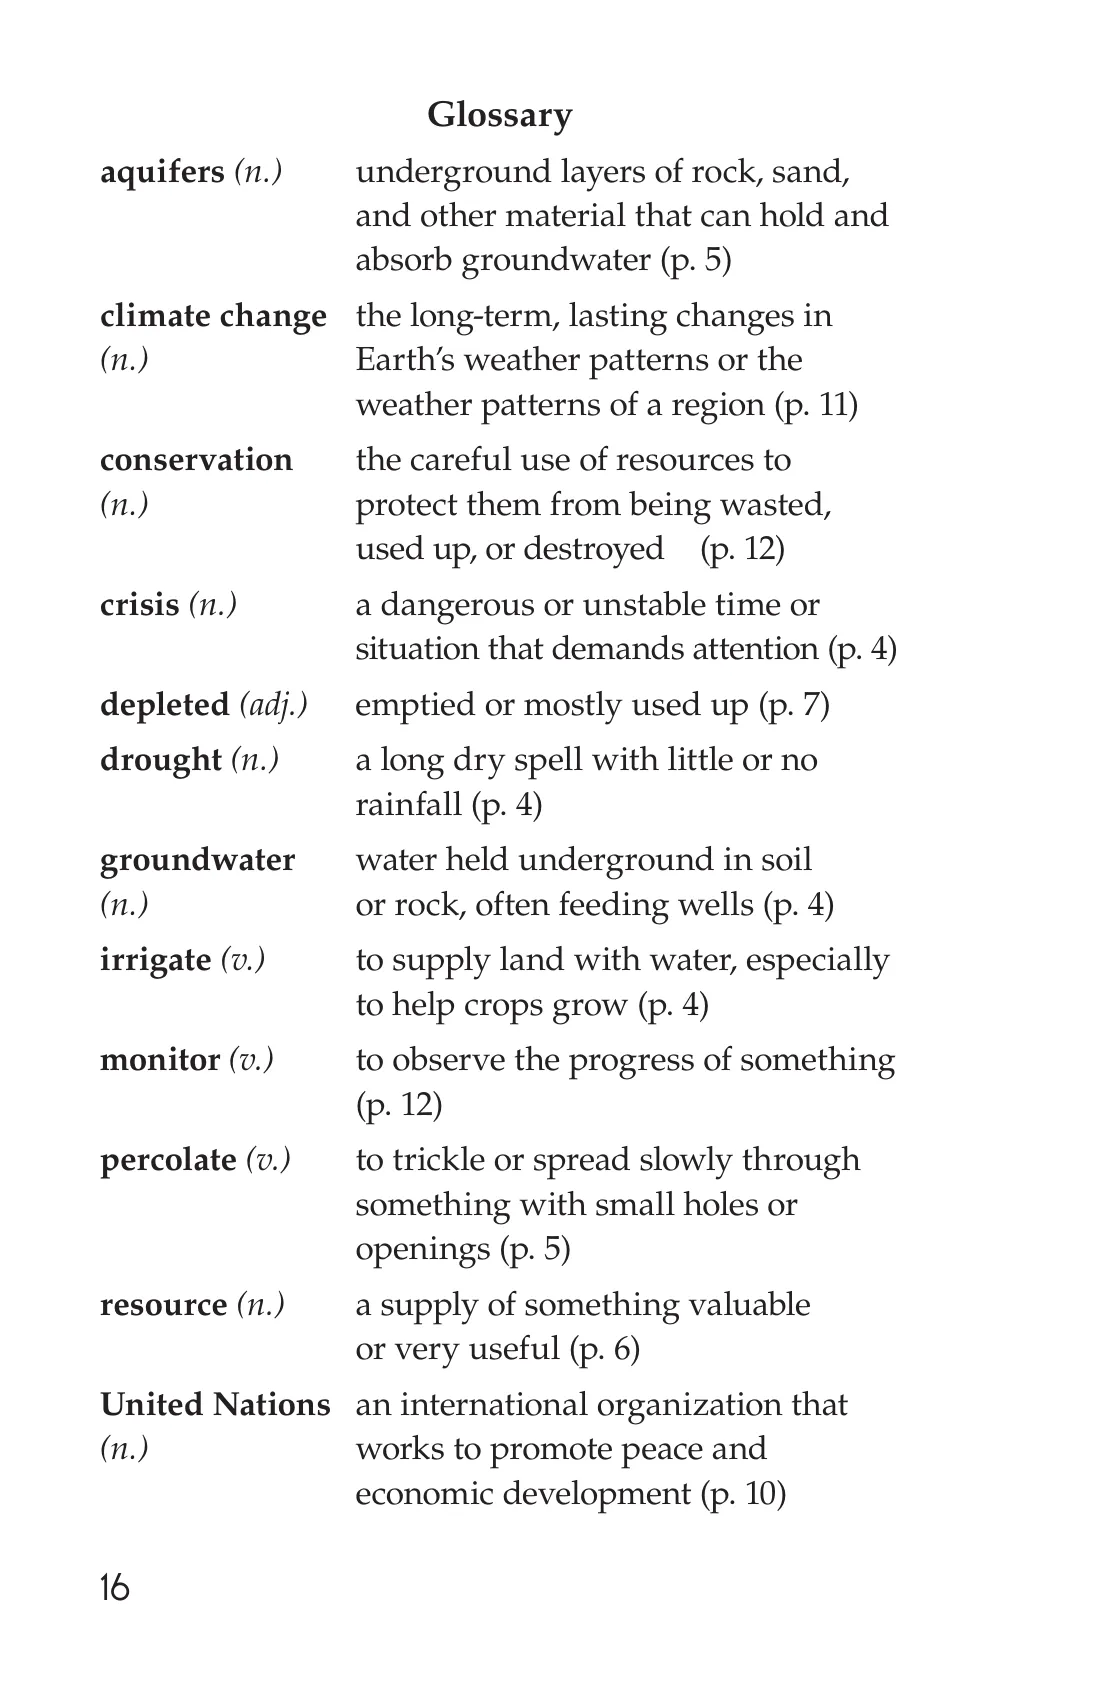 Glossary
aquifers (n.) underground layers of rock, sand,
and other material that can hold and
absorb groundwater (p. 5)
climate change the long-term, lasting changes in
(n.) Earth’s weather patterns or the
weather patterns of a region (p. 11)
conservation the careful use of resources to
(n.) protect them from being wasted,
used up, or destroyed (p. 12)
crisis (n.) a dangerous or unstable time or
situation that demands attention (p. 4)
depleted (adj.) emptied or mostly used up (p. 7)
drought (n.) a long dry spell with little or no
rainfall (p. 4)
groundwater water held underground in soil
(n.) or rock, often feeding wells (p. 4)
irrigate (v.) to supply land with water, especially
to help crops grow (p. 4)
monitor (v.) to observe the progress of something
(p. 12)
percolate (v.) to trickle or spread slowly through
something with small holes or
openings (p. 5)
resource (n.) a supply of something valuable
or very useful (p. 6)
United Nations an international organization that
(n.) works to promote peace and
economic development (p. 10)
16